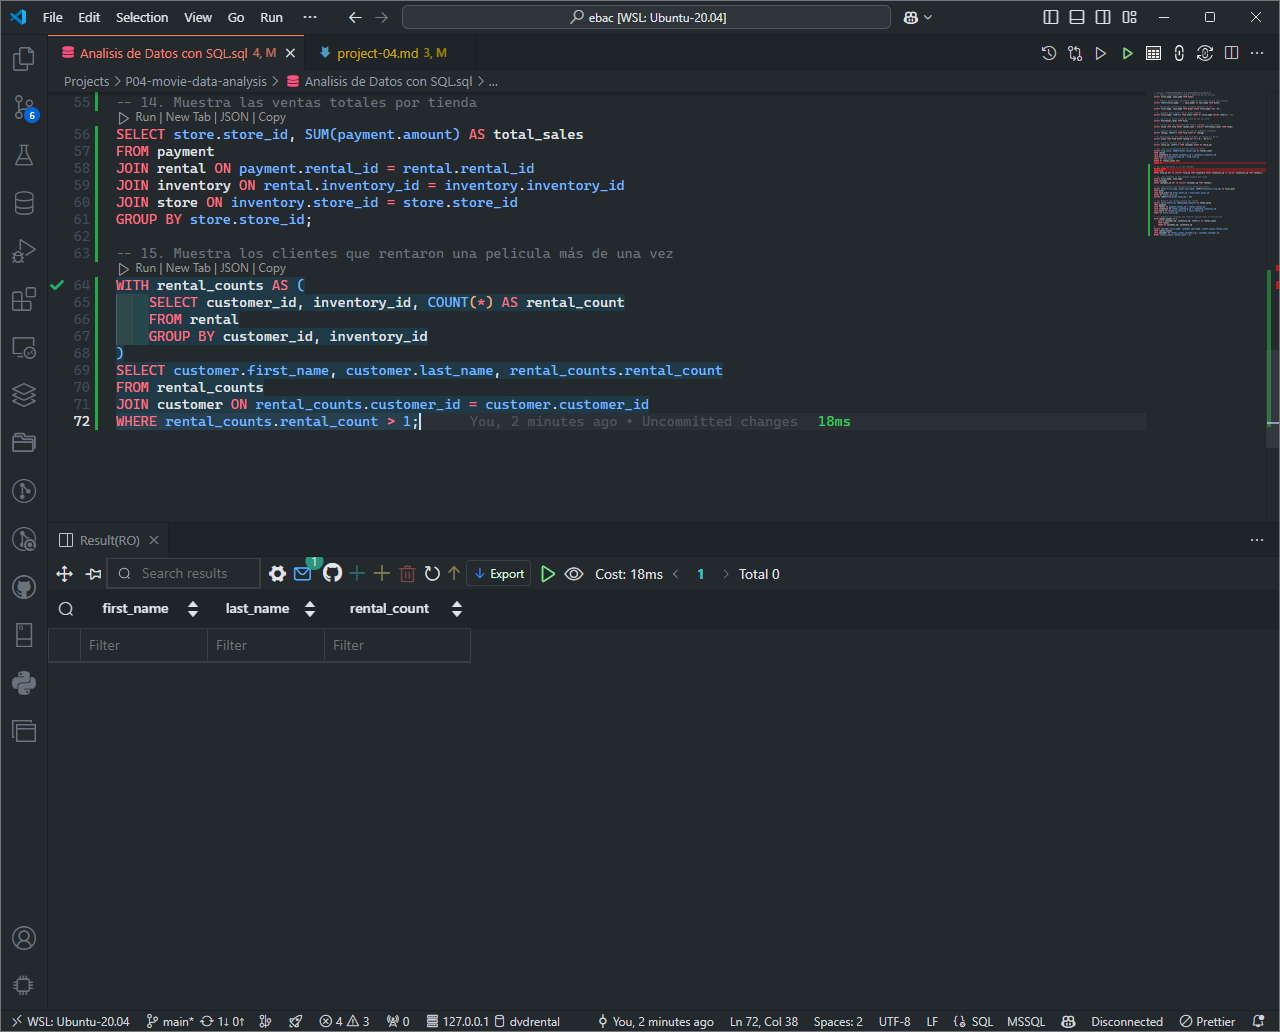 File Edit Selection View Go Run ··· ebac [WSL: Ubuntu-20.04]
Analisis de Datos con SQL.sql 4, M project-04.md 3, M
Projects > P04-movie-data-analysis > Analisis de Datos con SQL.sql > ...
55 -- 14. Muestra las ventas totales por tienda
Run | New Tab | JSON | Copy
56 SELECT store.store_id, SUM(payment.amount) AS total_sales
57 FROM payment
58 JOIN rental ON payment.rental_id = rental.rental_id
59 JOIN inventory ON rental.inventory_id = inventory.inventory_id
60 JOIN store ON inventory.store_id = store.store_id
61 GROUP BY store.store_id;
62
63 -- 15. Muestra los clientes que rentaron una pelicula más de una vez
Run | New Tab | JSON | Copy
64 WITH rental_counts AS (
65 SELECT customer_id, inventory_id, COUNT(*) AS rental_count
66 FROM rental
67 GROUP BY customer_id, inventory_id
68 )
69 SELECT customer.first_name, customer.last_name, rental_counts.rental_count
70 FROM rental_counts
71 JOIN customer ON rental_counts.customer_id = customer.customer_id
72 WHERE rental_counts.rental_count > 1; You, 2 minutes ago • Uncommitted changes 18ms
6
Result(RO)
Search results 1 Export Cost: 18ms < 1 > Total 0
first_name last_name rental_count
Filter Filter Filter
WSL: Ubuntu-20.04 main* 1↓ 0↑ 4 3 0 127.0.0.1 dvdrental You, 2 minutes ago Ln 72, Col 38 Spaces: 2 UTF-8 LF SQL MSSQL Disconnected Prettier